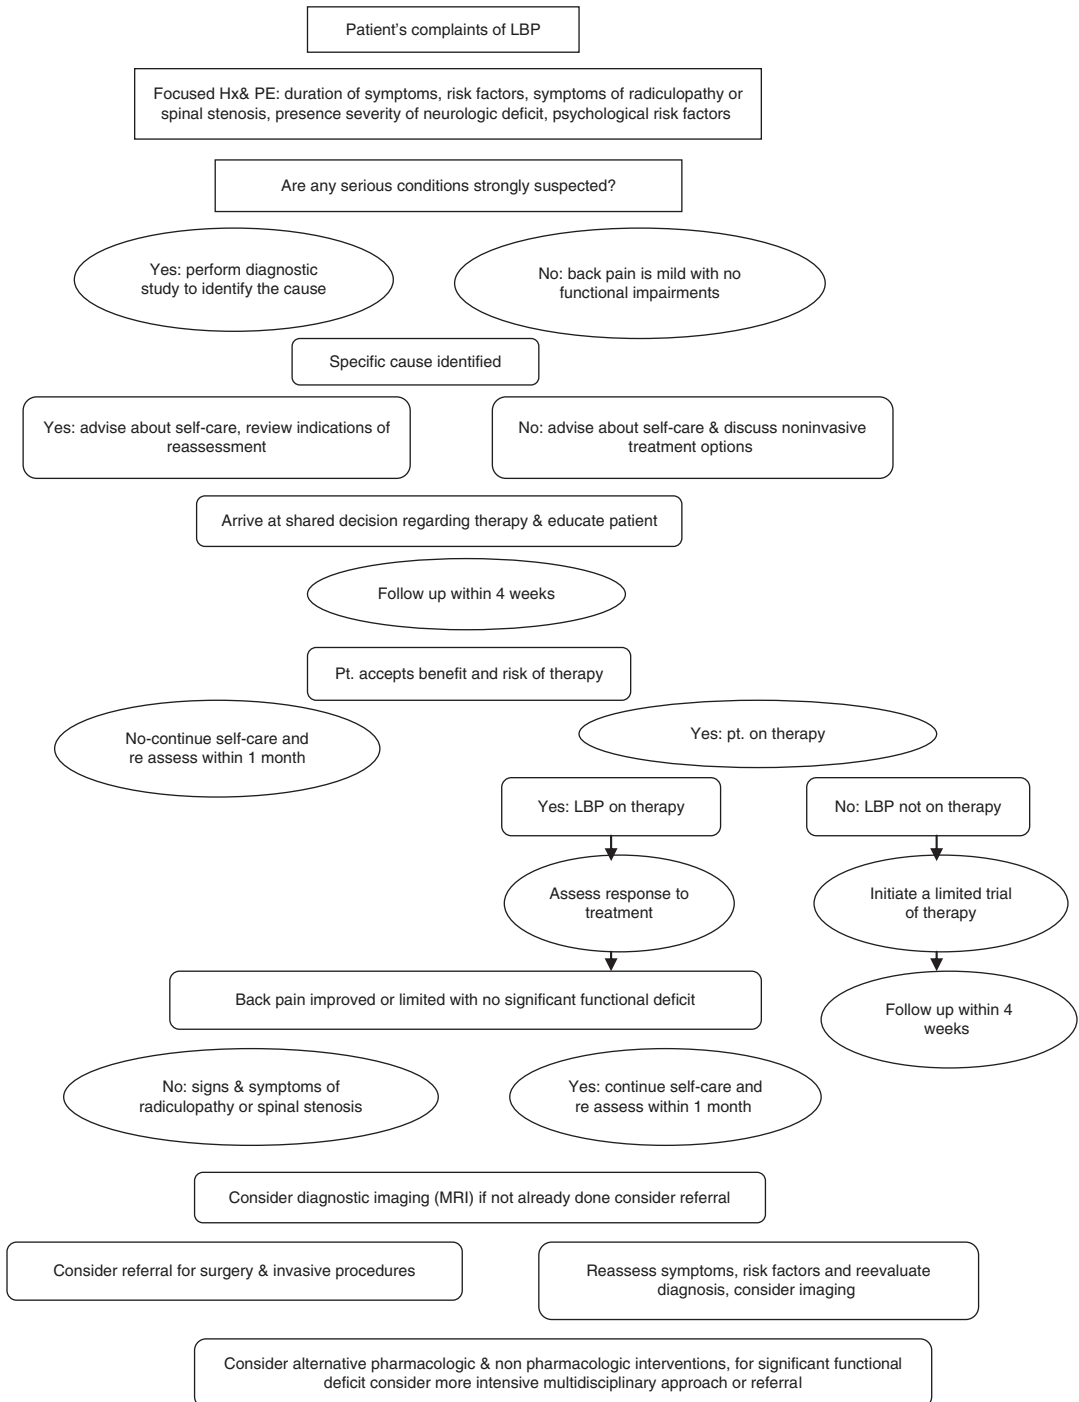 Patient's complaints of LBP
Focused Hx& PE: duration of symptoms, risk factors, symptoms of radiculopathy or
spinal stenosis, presence severity of neurologic deficit, psychological risk factors
Are any serious conditions strongly suspected?
Yes: perform diagnostic
study to identify the cause
No: back pain is mild with no
functional impairments
Specific cause identified
Yes: advise about self-care, review indications of
reassessment
No: advise about self-care & discuss noninvasive
treatment options
Arrive at shared decision regarding therapy & educate patient
Follow up within 4 weeks
Pt. accepts benefit and risk of therapy
No-continue self-care and
re assess within 1 month
Yes: pt. on therapy
Yes: LBP on therapy
No: LBP not on therapy
Assess response to
treatment
Initiate a limited trial
of therapy
Back pain improved or limited with no significant functional deficit
Follow up within 4
weeks
No: signs & symptoms of
radiculopathy or spinal stenosis
Yes: continue self-care and
re assess within 1 month
Consider diagnostic imaging (MRI) if not already done consider referral
Consider referral for surgery & invasive procedures
Reassess symptoms, risk factors and reevaluate
diagnosis, consider imaging
Consider alternative pharmacologic & non pharmacologic interventions, for significant functional
deficit consider more intensive multidisciplinary approach or referral